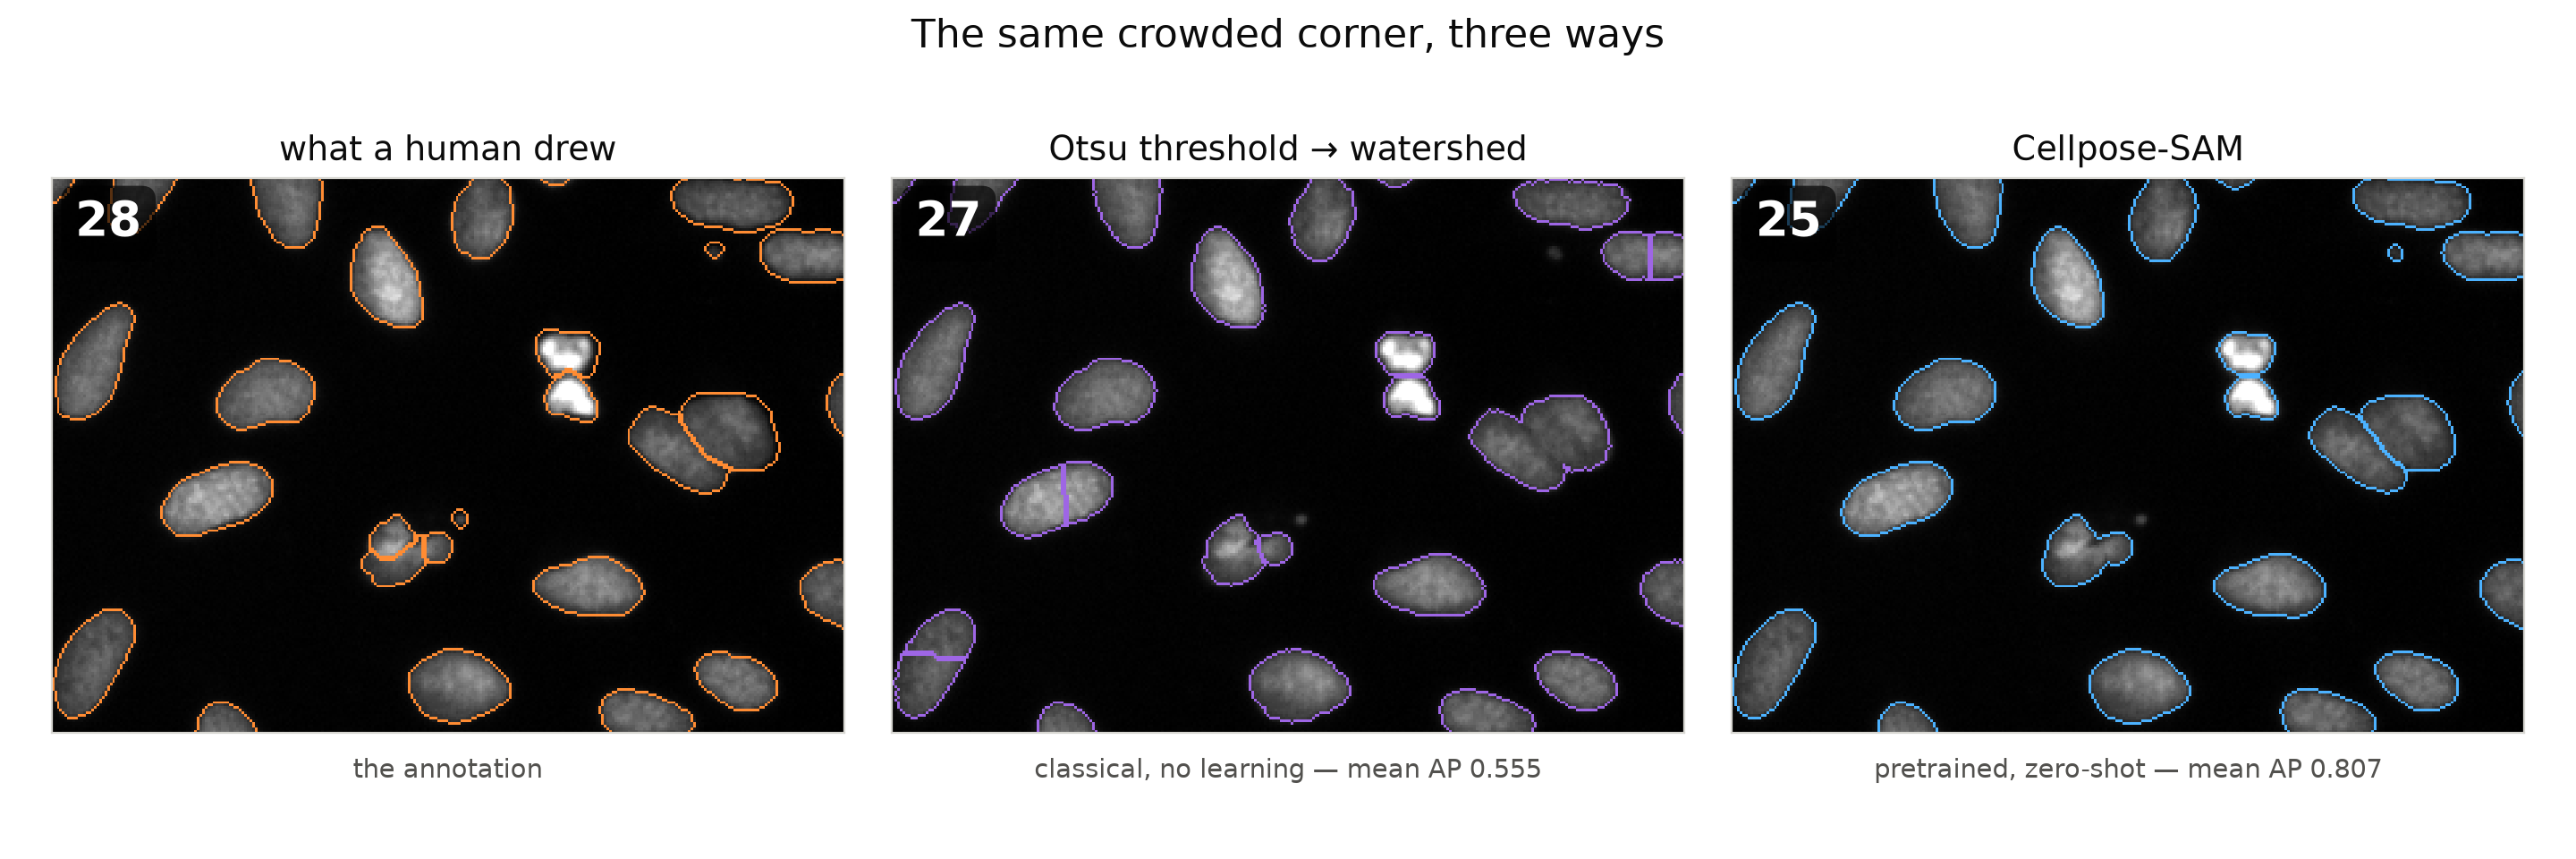 The same crowded corner, three ways
what a human drew
Otsu threshold → watershed
Cellpose-SAM
28
27
25
the annotation
classical, no learning — mean AP 0.555
pretrained, zero-shot — mean AP 0.807